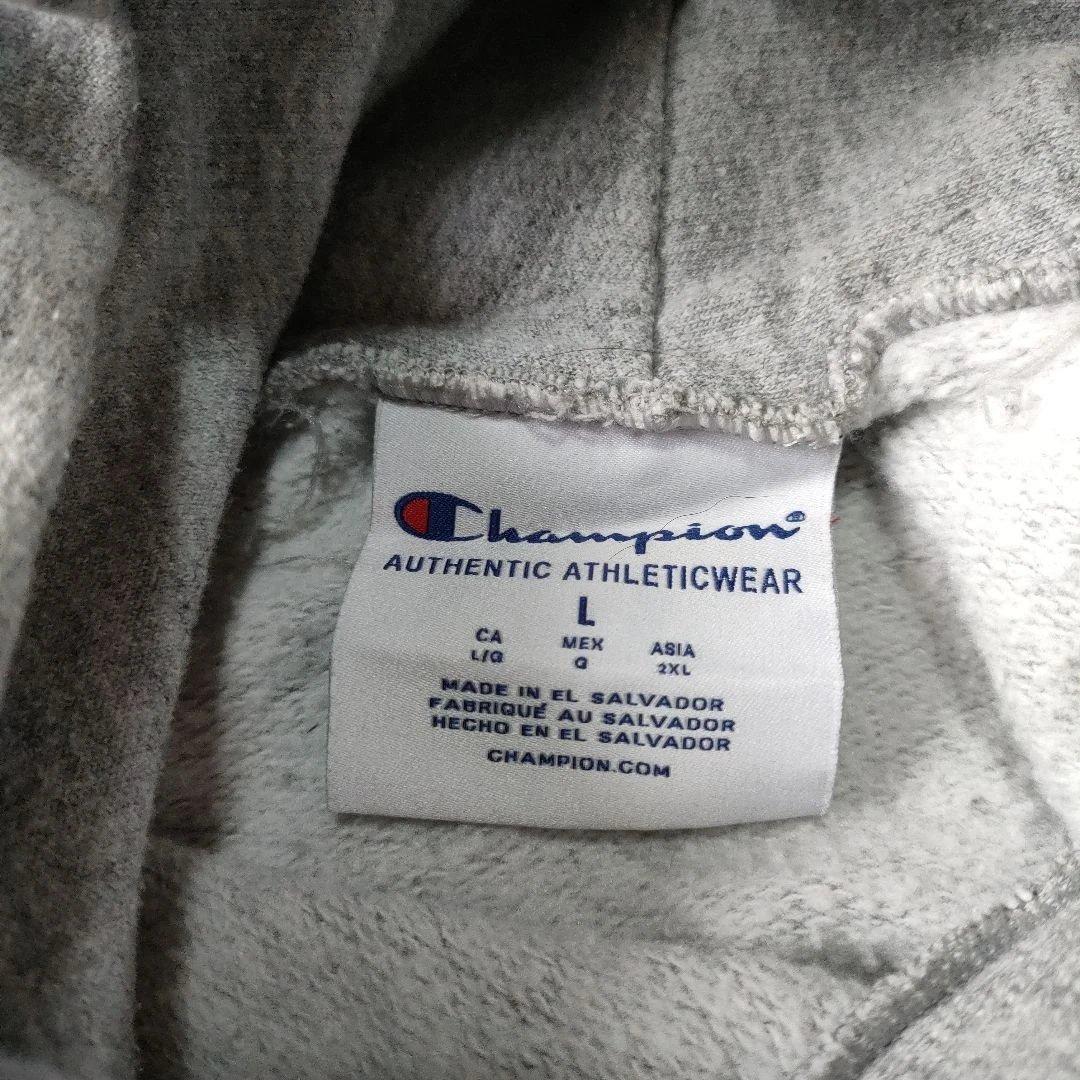 Champion
AUTHENTIC ATHLETICWEAR
L
CA MEX ASIA
L/G G 2XL
MADE IN EL SALVADOR
FABRIQUÉ AU SALVADOR
HECHO EN EL SALVADOR
CHAMPION.COM